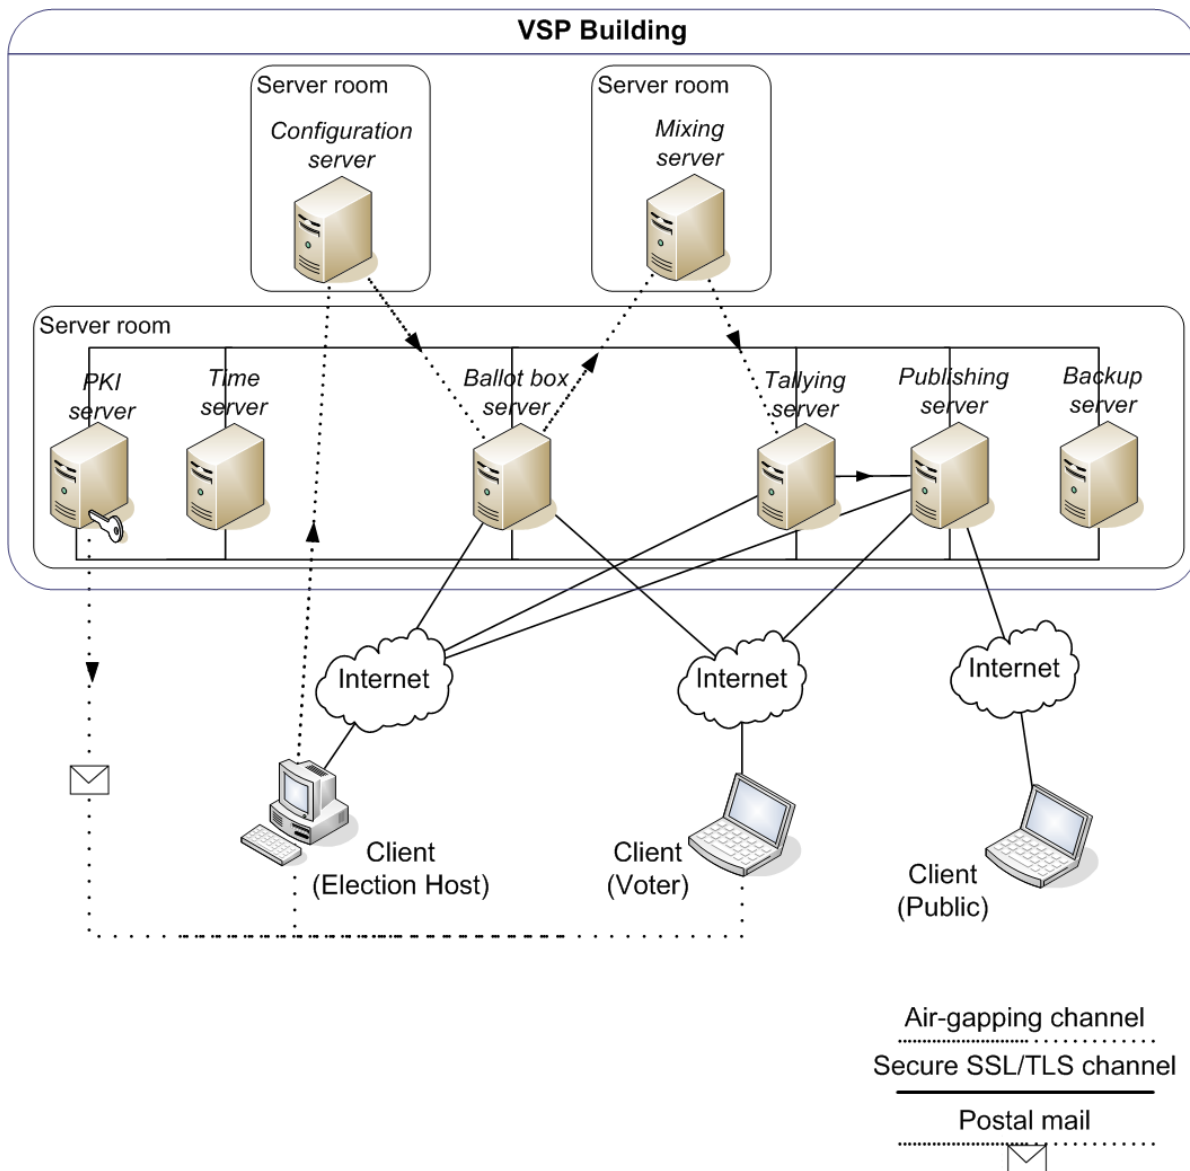 VSP Building
Server room
Configuration
server
Server room
Mixing
server
Server room
PKI
server
Time
server
Ballot box
server
Tallying
server
Publishing
server
Backup
server
Internet
Internet
Internet
Client
(Election Host)
Client
(Voter)
Client
(Public)
Air-gapping channel
Secure SSL/TLS channel
Postal mail